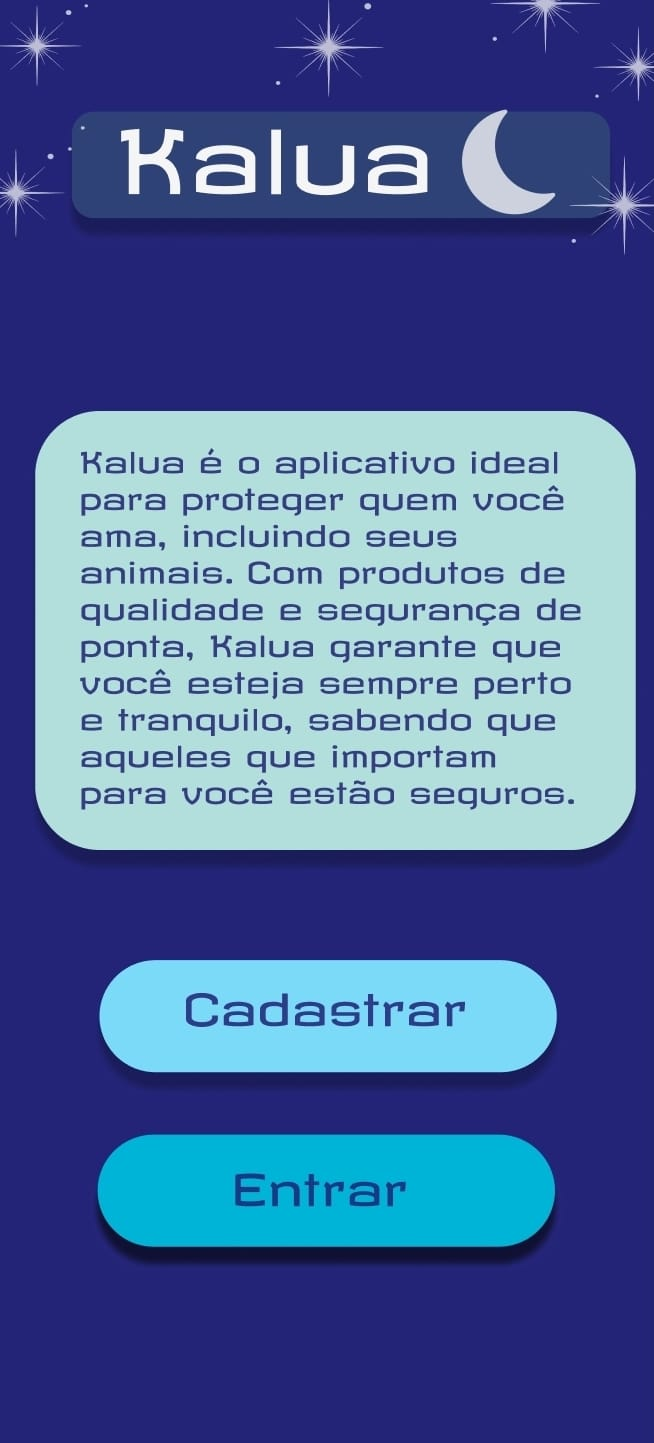 Kalua
Kalua é o aplicativo ideal
para proteger quem você
ama, incluindo seus
animais. Com produtos de
qualidade e segurança de
ponta, Kalua garante que
você esteja sempre perto
e tranquilo, sabendo que
aqueles que importam
para você estão seguros.
Cadastrar
Entrar